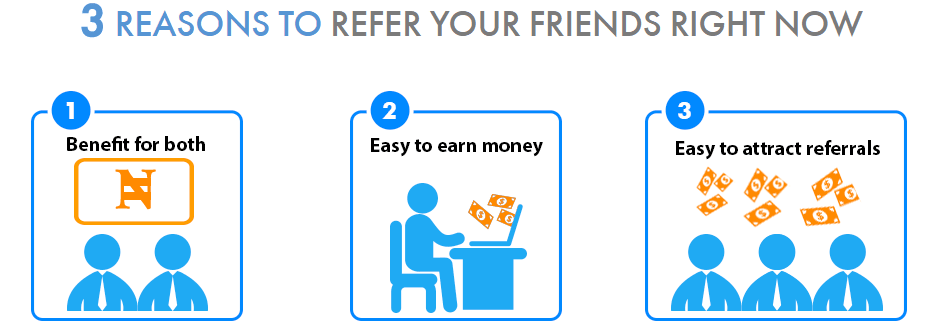 3 REASONS TO REFER YOUR FRIENDS RIGHT NOW
1
Benefit for both
₦
2
Easy to earn money
$ $ $
3
Easy to attract referrals
$ $ $ $ $ $ $ $ $